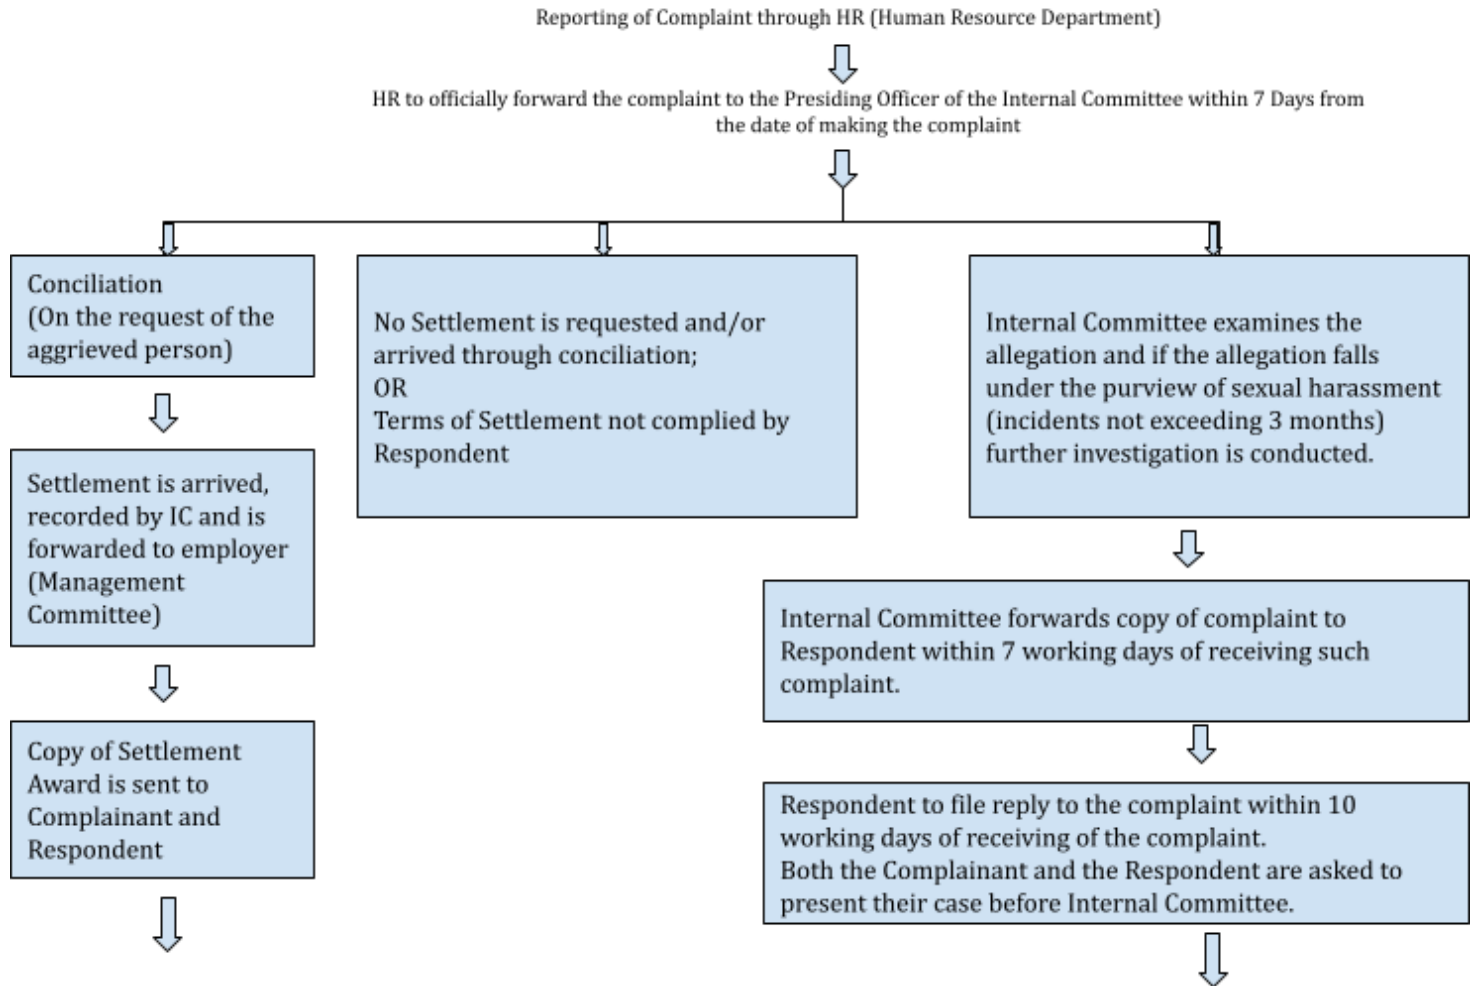 Reporting of Complaint through HR (Human Resource Department)
HR to officially forward the complaint to the Presiding Officer of the Internal Committee within 7 Days from
the date of making the complaint
Conciliation
(On the request of the
aggrieved person)
Settlement is arrived,
recorded by IC and is
forwarded to employer
(Management
Committee)
Copy of Settlement
Award is sent to
Complainant and
Respondent
No Settlement is requested and/or
arrived through conciliation;
OR
Terms of Settlement not complied by
Respondent
Internal Committee examines the
allegation and if the allegation falls
under the purview of sexual harassment
(incidents not exceeding 3 months)
further investigation is conducted.
Internal Committee forwards copy of complaint to
Respondent within 7 working days of receiving such
complaint.
Respondent to file reply to the complaint within 10
working days of receiving of the complaint.
Both the Complainant and the Respondent are asked to
present their case before Internal Committee.